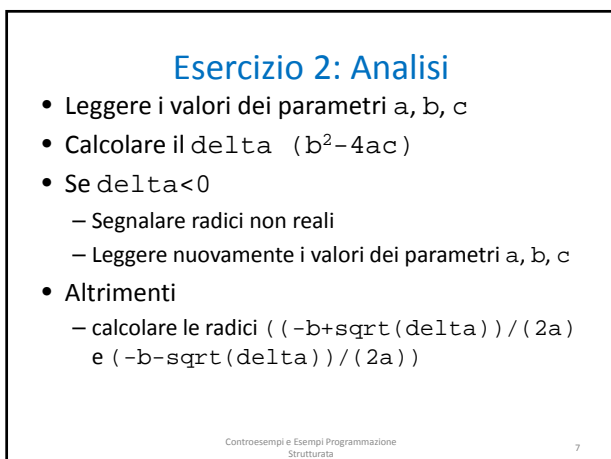 Esercizio 2: Analisi
• Leggere i valori dei parametri a, b, c
• Calcolare il delta (b²-4ac)
• Se delta<0
– Segnalare radici non reali
– Leggere nuovamente i valori dei parametri a, b, c
• Altrimenti
– calcolare le radici ((-b+sqrt(delta))/(2a)
e (-b-sqrt(delta))/(2a))
Controesempi e Esempi Programmazione
Strutturata
7